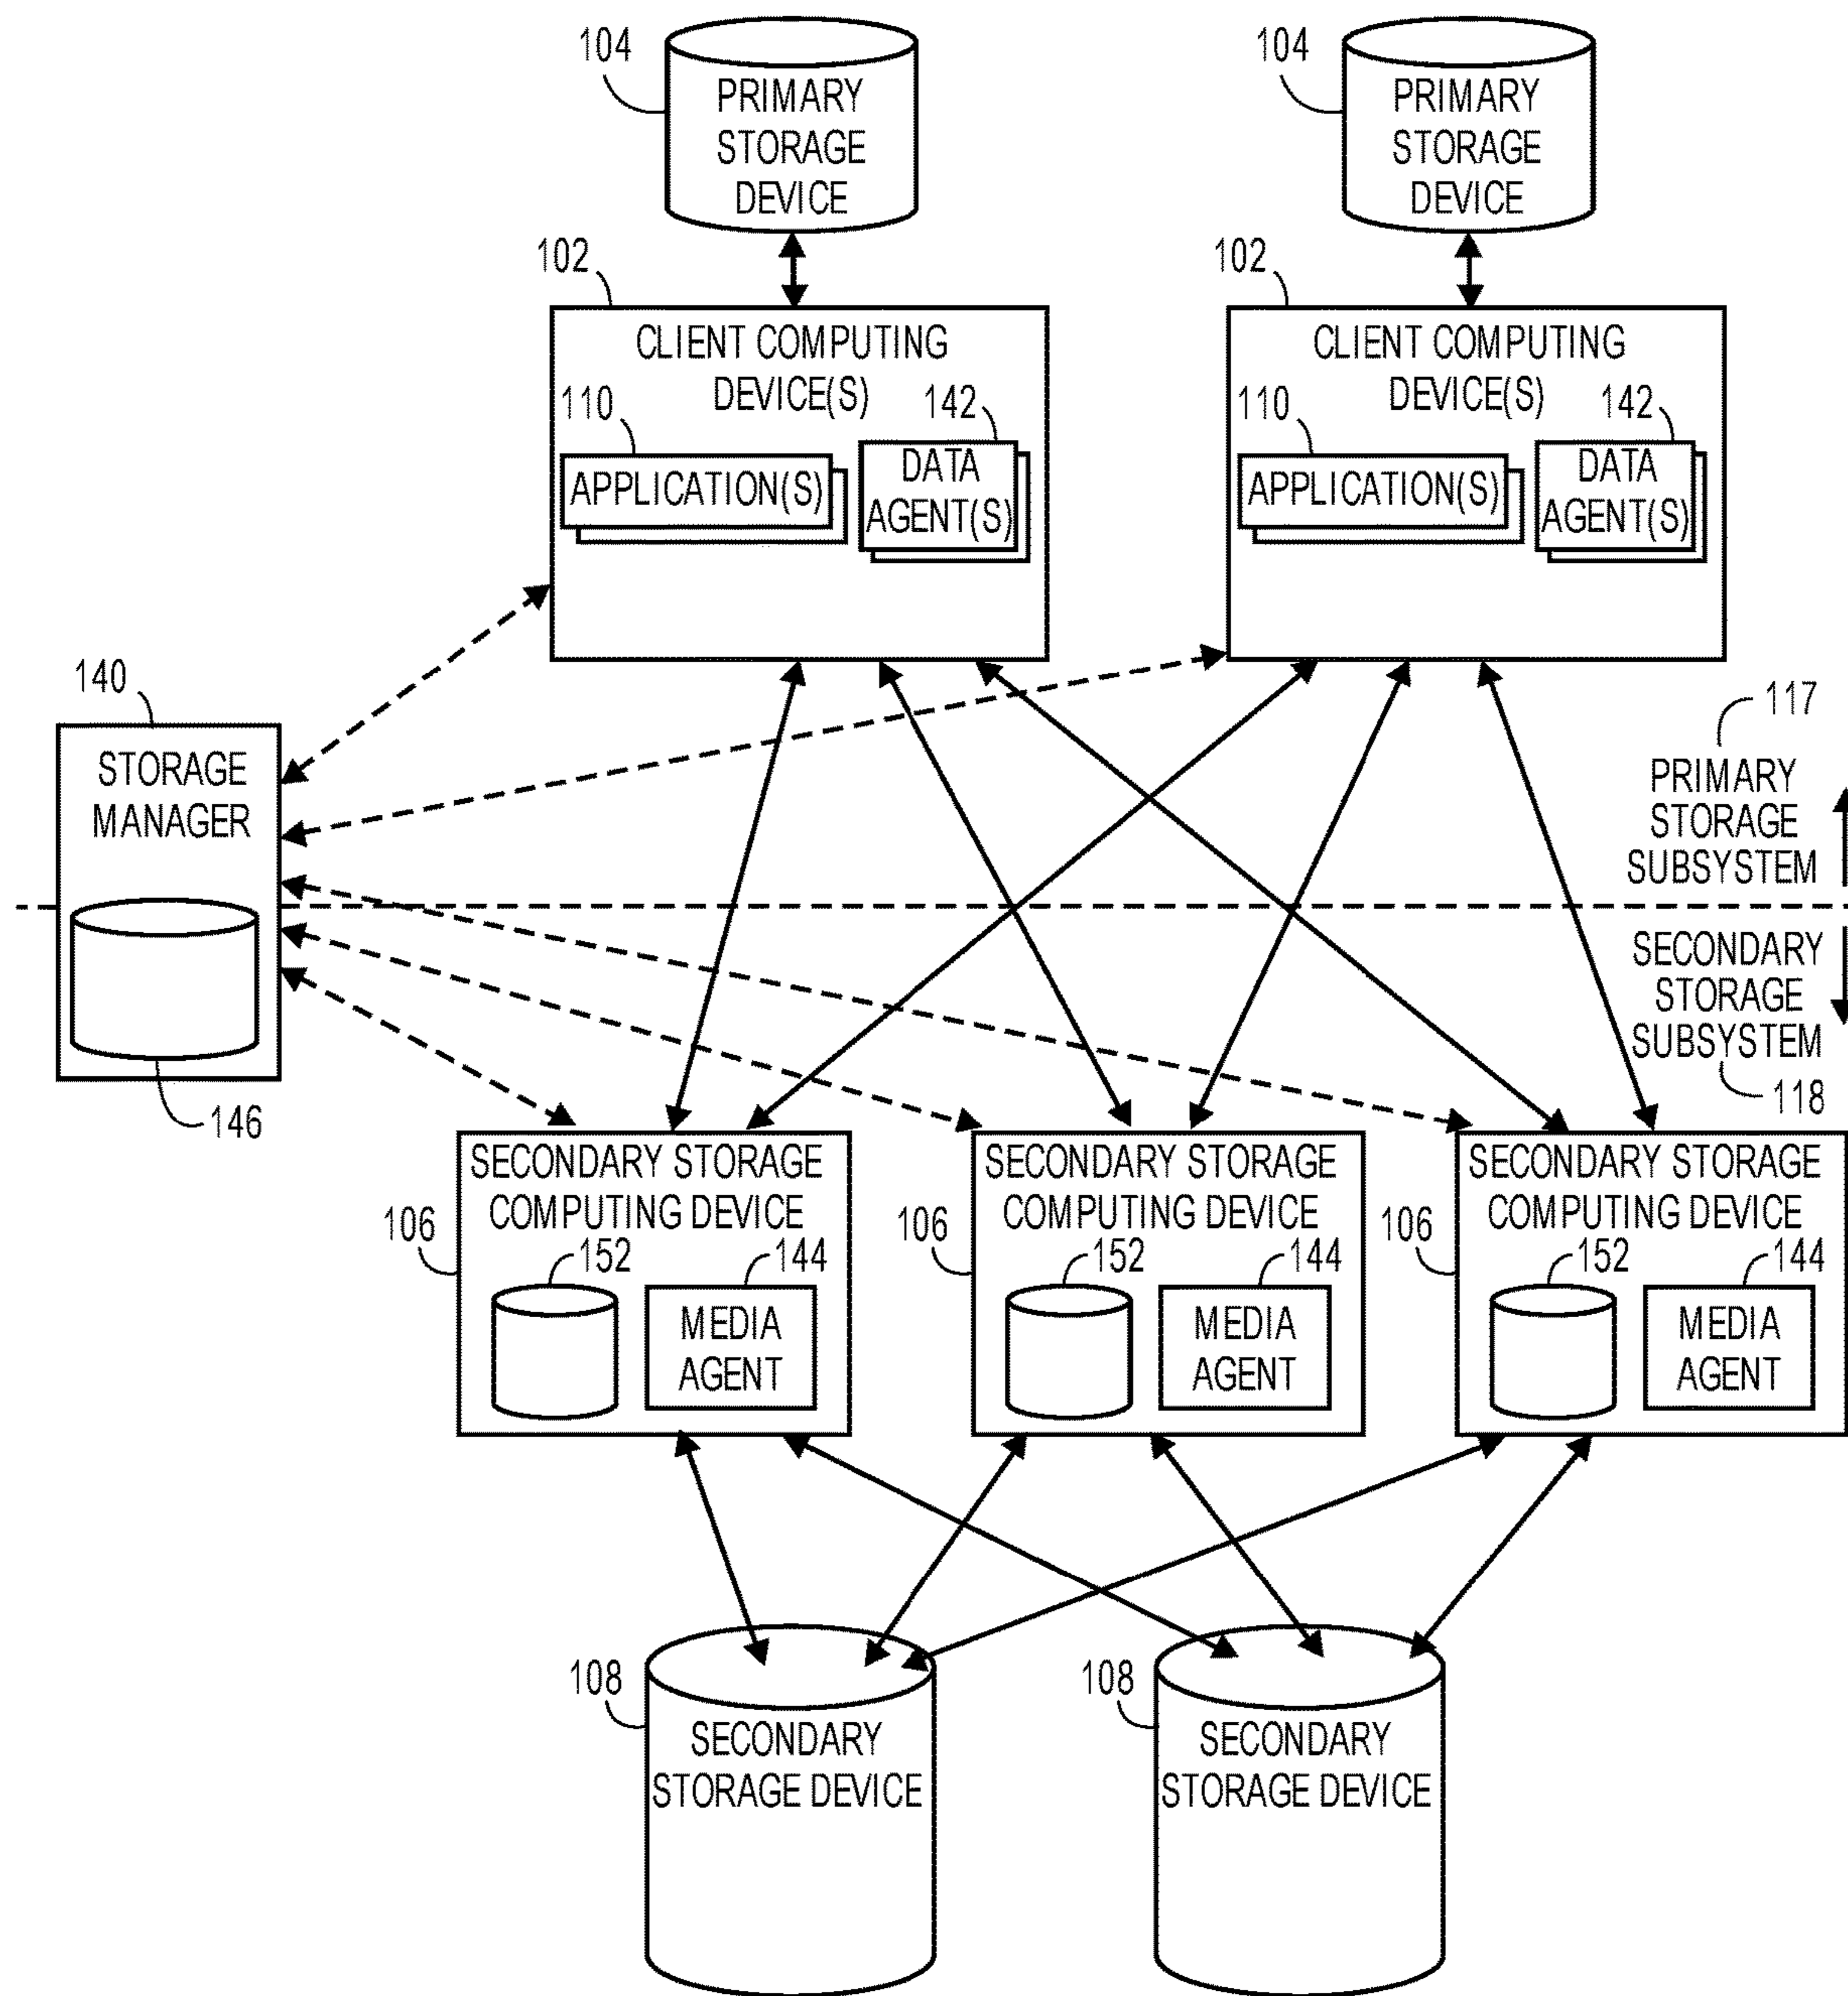 104
PRIMARY
STORAGE
DEVICE
104
PRIMARY
STORAGE
DEVICE
102
CLIENT COMPUTING
DEVICE(S)
110
APPLICATION(S)
142
DATA
AGENT(S)
102
CLIENT COMPUTING
DEVICE(S)
110
APPLICATION(S)
142
DATA
AGENT(S)
140
STORAGE
MANAGER
146
117
PRIMARY
STORAGE
SUBSYSTEM
SECONDARY
STORAGE
SUBSYSTEM
118
106
SECONDARY STORAGE
COMPUTING DEVICE
152
144
MEDIA
AGENT
106
SECONDARY STORAGE
COMPUTING DEVICE
152
144
MEDIA
AGENT
106
SECONDARY STORAGE
COMPUTING DEVICE
152
144
MEDIA
AGENT
108
SECONDARY
STORAGE DEVICE
108
SECONDARY
STORAGE DEVICE